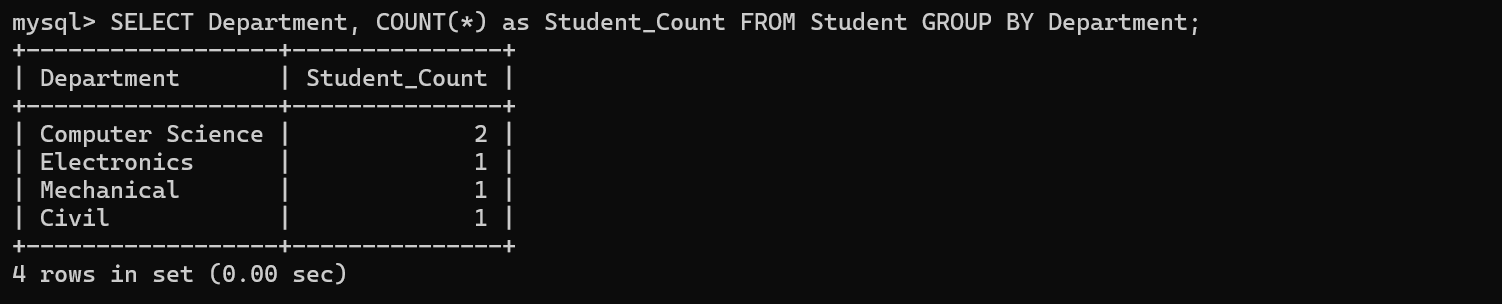 mysql> SELECT Department, COUNT(*) as Student_Count FROM Student GROUP BY Department;
+------------------+---------------+
| Department       | Student_Count |
+------------------+---------------+
| Computer Science |             2 |
| Electronics      |             1 |
| Mechanical       |             1 |
| Civil            |             1 |
+------------------+---------------+
4 rows in set (0.00 sec)